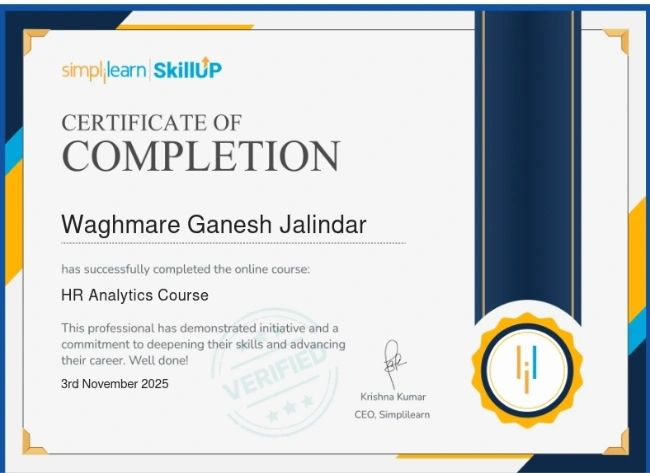 simplilearn | SkillUP
CERTIFICATE OF
COMPLETION
Waghmare Ganesh Jalindar
has successfully completed the online course:
HR Analytics Course
This professional has demonstrated initiative and a
commitment to deepening their skills and advancing
their career. Well done!
VERIFIED
3rd November 2025
Krishna Kumar
CEO, Simplilearn